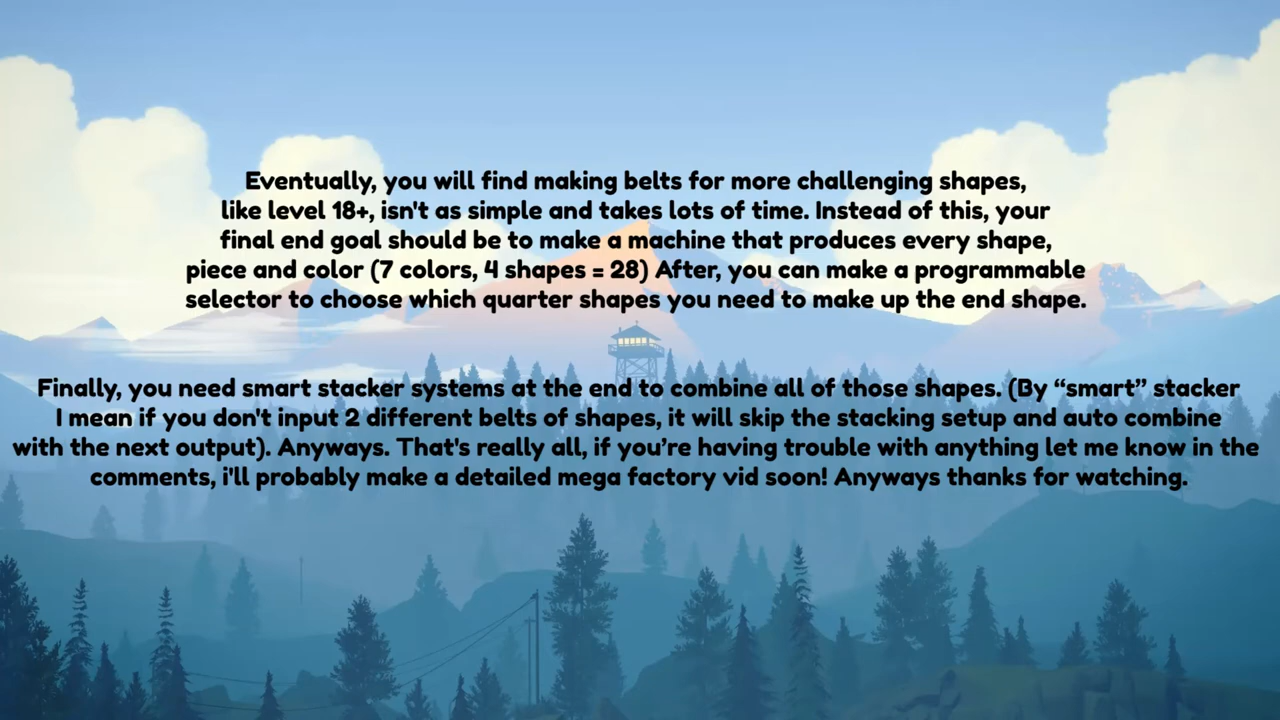 Eventually, you will find making belts for more challenging shapes,
like level 18+, isn't as simple and takes lots of time. Instead of this, your
final end goal should be to make a machine that produces every shape,
piece and color (7 colors, 4 shapes = 28) After, you can make a programmable
selector to choose which quarter shapes you need to make up the end shape.
Finally, you need smart stacker systems at the end to combine all of those shapes. (By “smart” stacker
I mean if you don't input 2 different belts of shapes, it will skip the stacking setup and auto combine
with the next output). Anyways. That's really all, if you’re having trouble with anything let me know in the
comments, i'll probably make a detailed mega factory vid soon! Anyways thanks for watching.